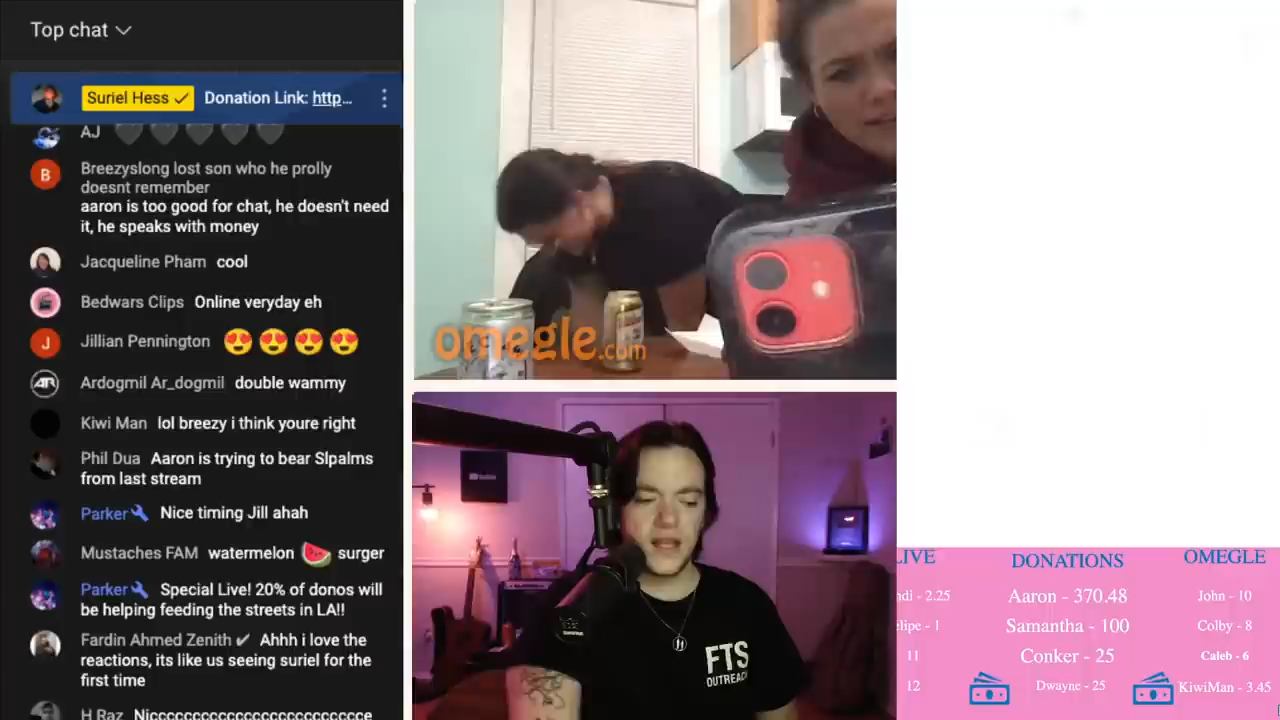 Top chat
Suriel Hess Donation Link: http...
AJ
Breezyslong lost son who he prolly
doesnt remember
aaron is too good for chat, he doesn't need
it, he speaks with money
Jacqueline Pham cool
Bedwars Clips Online veryday eh
Jillian Pennington
Ardogmil Ar_dogmil double wammy
Kiwi Man lol breezy i think youre right
Phil Dua Aaron is trying to bear Slpalms
from last stream
Parker Nice timing Jill ahah
Mustaches FAM watermelon surger
Parker Special Live! 20% of donos will
be helping feeding the streets in LA!!
Fardin Ahmed Zenith Ahhh i love the
reactions, its like us seeing suriel for the
first time
H Raz
omegle.com
FTS
OUTREACH
LIVE
ndi - 2.25
elipe - 1
11
12
DONATIONS
Aaron - 370.48
Samantha - 100
Conker - 25
Dwayne - 25
OMEGLE
John - 10
Colby - 8
Caleb - 6
KiwiMan - 3.45